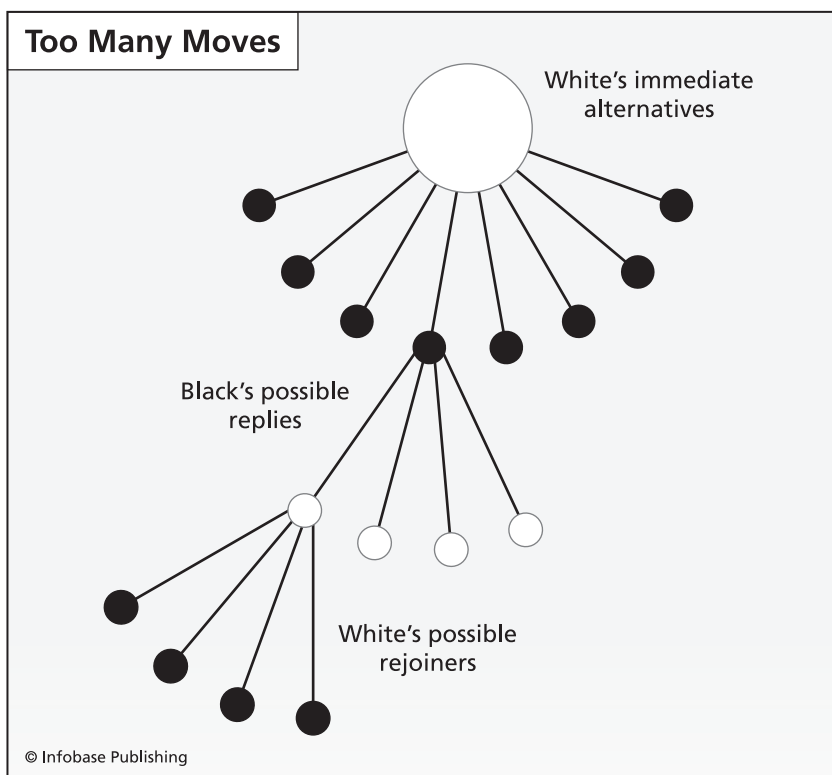 Too Many Moves
White’s immediate
alternatives
Black’s possible
replies
White’s possible
rejoiners
© Infobase Publishing